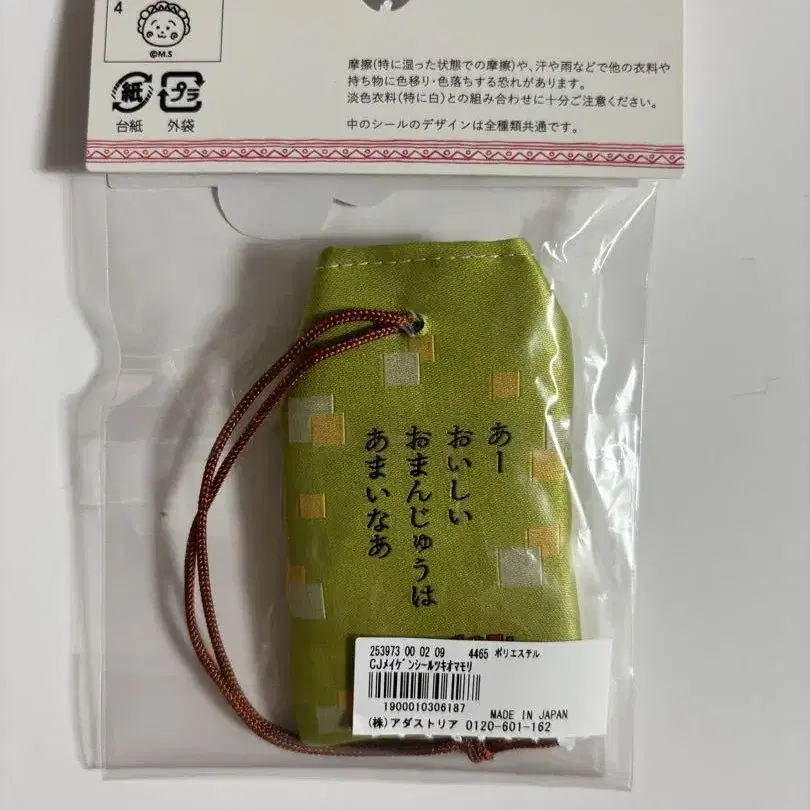 4
©M.S
紙
プラ
台紙
外袋
摩擦(特に湿った状態での摩擦)や、汗や雨などで他の衣料や
持ち物に色移り・色落ちする恐れがあります。
淡色衣料(特に白)との組み合わせに十分ご注意ください。
中のシールのデザインは全種類共通です。
あー
おいしい
おまんじゅうは
あまいなあ
253973 00 02 09 4465 ポリエステル
CJメイゲンシールツキオマモリ
1900010306187
MADE IN JAPAN
(株)アダストリア 0120-601-162